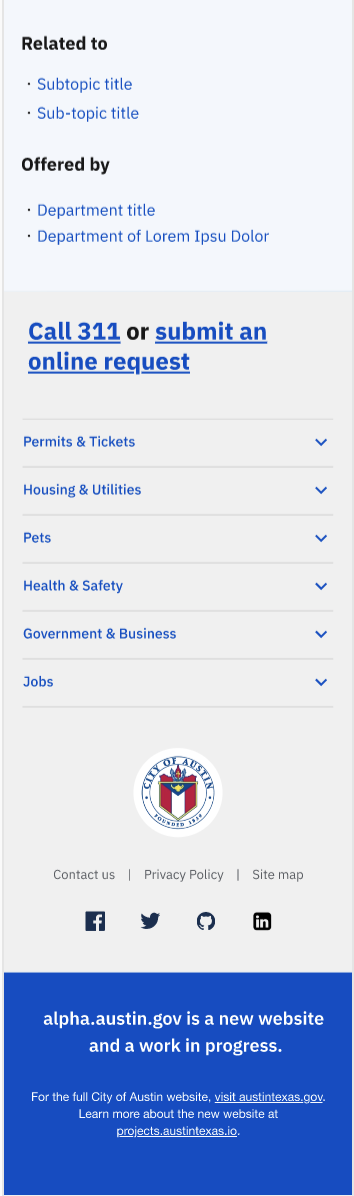 Related to
· Subtopic title
· Sub-topic title
Offered by
· Department title
· Department of Lorem Ipsu Dolor
Call 311 or submit an
online request
Permits & Tickets
Housing & Utilities
Pets
Health & Safety
Government & Business
Jobs
CITY OF AUSTIN
FOUNDED 1839
Contact us | Privacy Policy | Site map
alpha.austin.gov is a new website
and a work in progress.
For the full City of Austin website, visit austintexas.gov.
Learn more about the new website at
projects.austintexas.io.